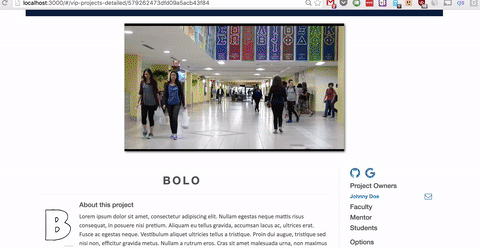 localhost:3000/#/vip-projects-detailed/579262473dfd09a5acb43f84
BOLO
B
About this project
Lorem ipsum dolor sit amet, consectetur adipiscing elit. Nullam egestas neque mattis risus
consequat, in posuere nisi pretium. Aliquam eu tellus gravida, accumsan lacus ac, ultrices erat.
Fusce ac egestas neque. Vestibulum aliquet ultricies tellus a tristique. Proin dui augue, tristique sed
nisi non, efficitur gravida metus. Nullam a rutrum eros. Cras sit amet malesuada urna, non maximus
Project Owners
Johnny Doe
Faculty
Mentor
Students
Options